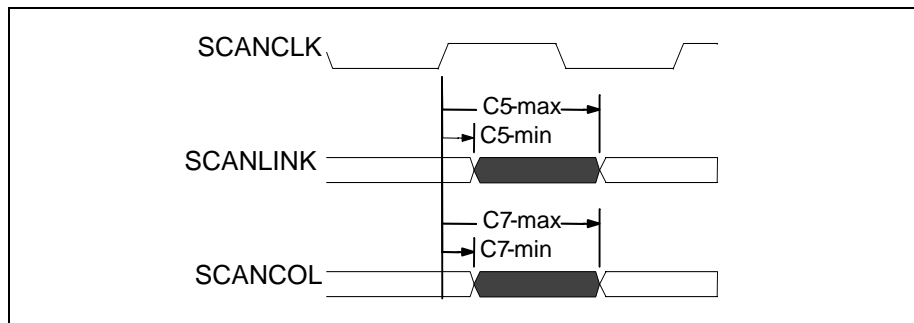 SCANCLK
C5-max
C5-min
SCANLINK
C7-max
C7-min
SCANCOL